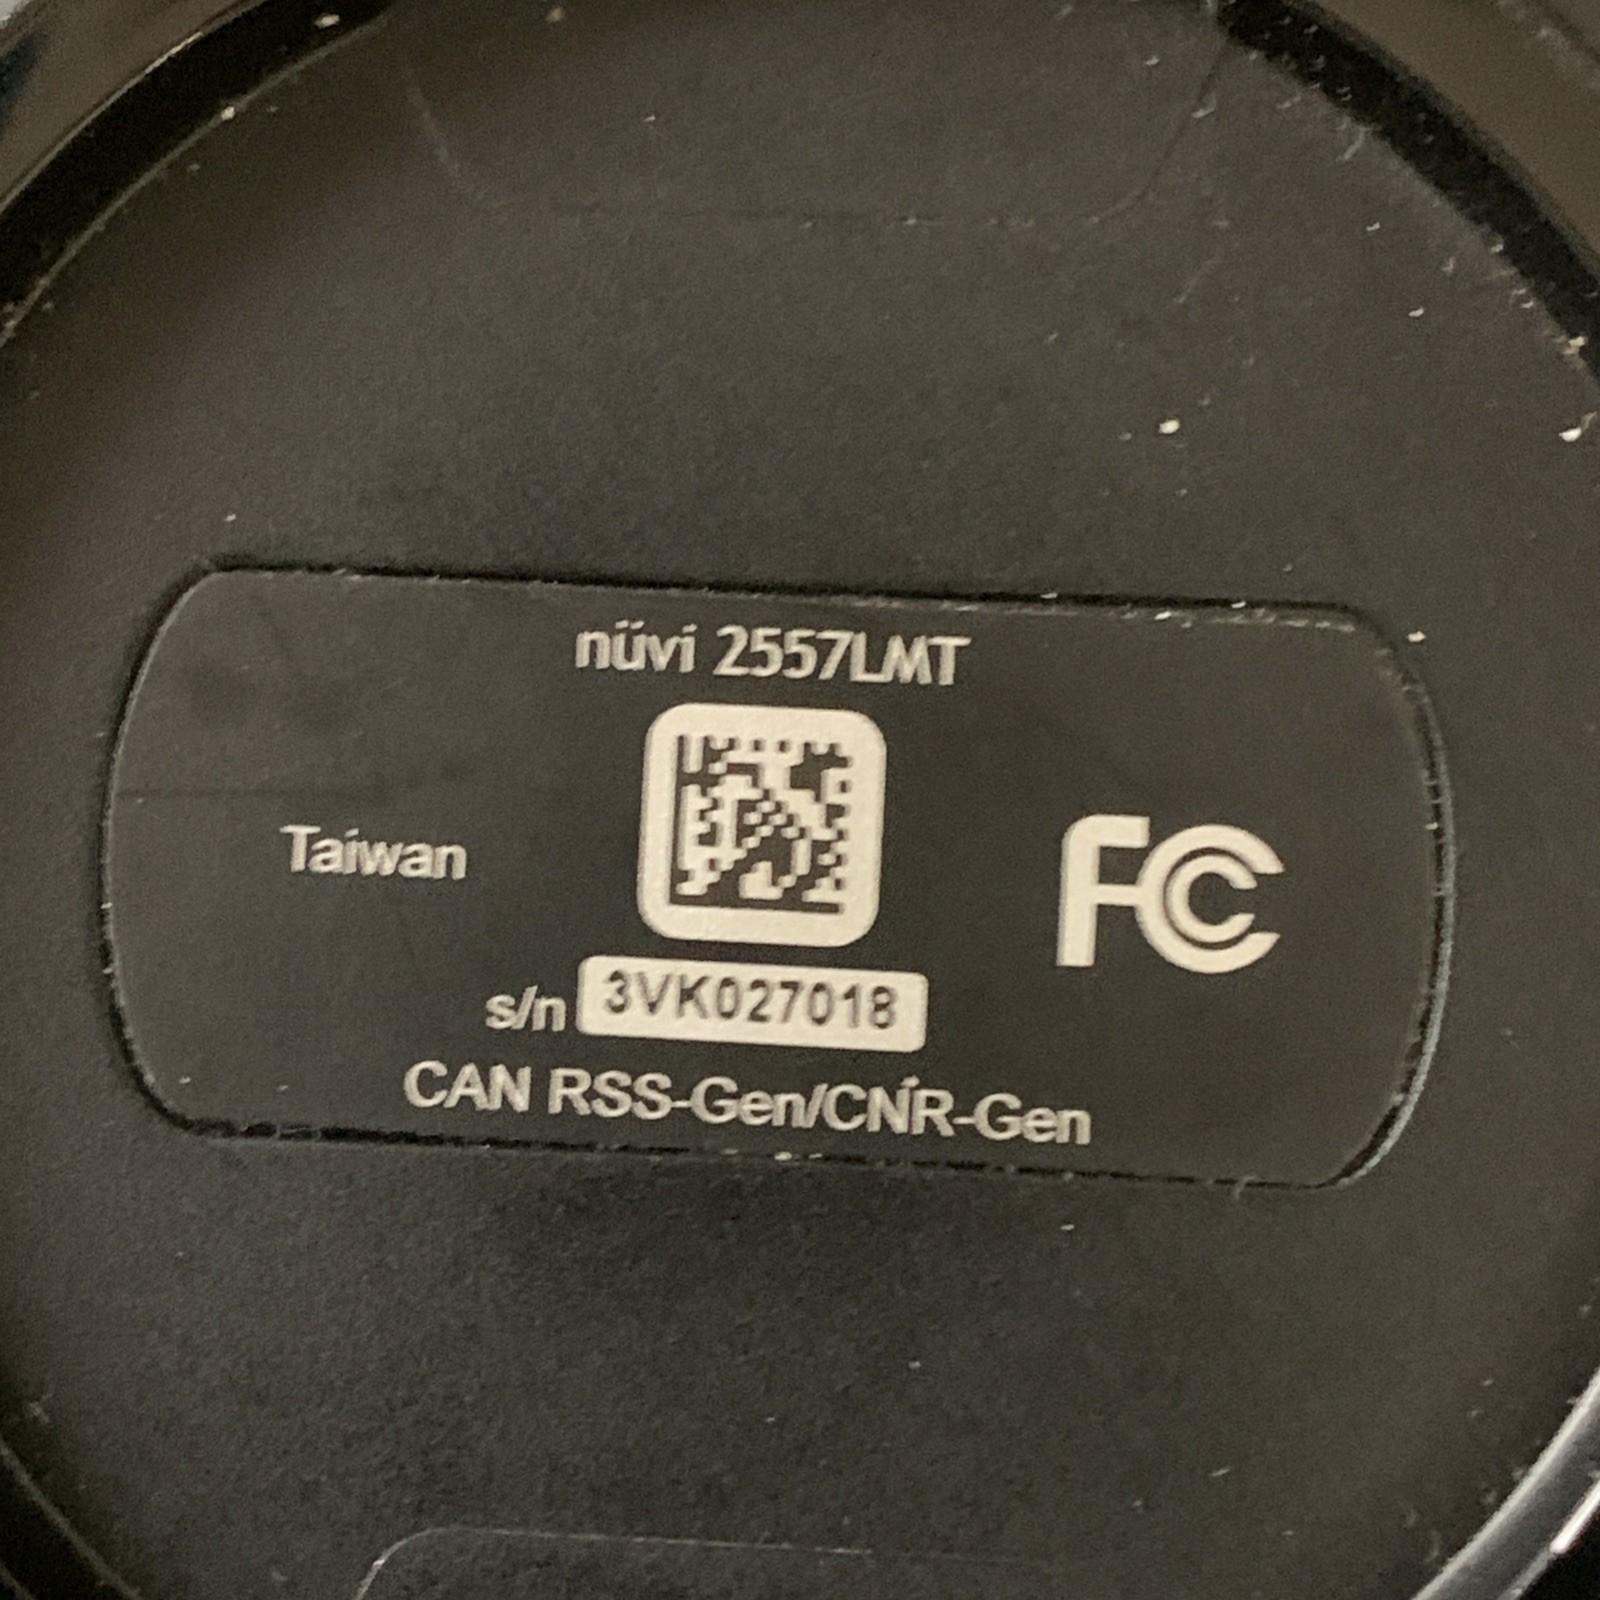 nüvi 2557LMT
Taiwan
FC
s/n 3VK027018
CAN RSS-Gen/CNR-Gen